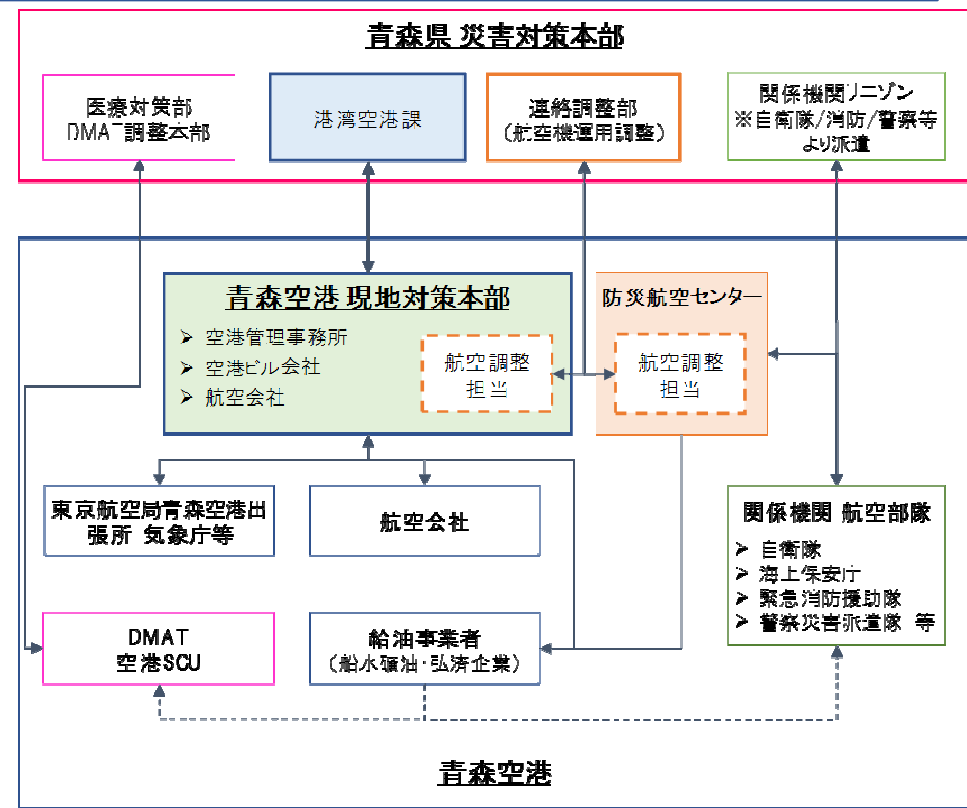 青森県 災害対策本部
医療対策部
DMAT調整本部
港湾空港課
連絡調整部
（航空機運用調整）
関係機関リエゾン
※自衛隊/消防/警察等
より派遣
青森空港 現地対策本部
➢ 空港管理事務所
➢ 空港ビル会社
➢ 航空会社
航空調整
担当
防災航空センター
航空調整
担当
東京航空局青森空港出
張所 気象庁等
航空会社
関係機関 航空部隊
➢ 自衛隊
➢ 海上保安庁
➢ 緊急消防援助隊
➢ 警察災害派遣隊 等
DMAT
空港SCU
給油事業者
（船水礦油・弘済企業）
青森空港